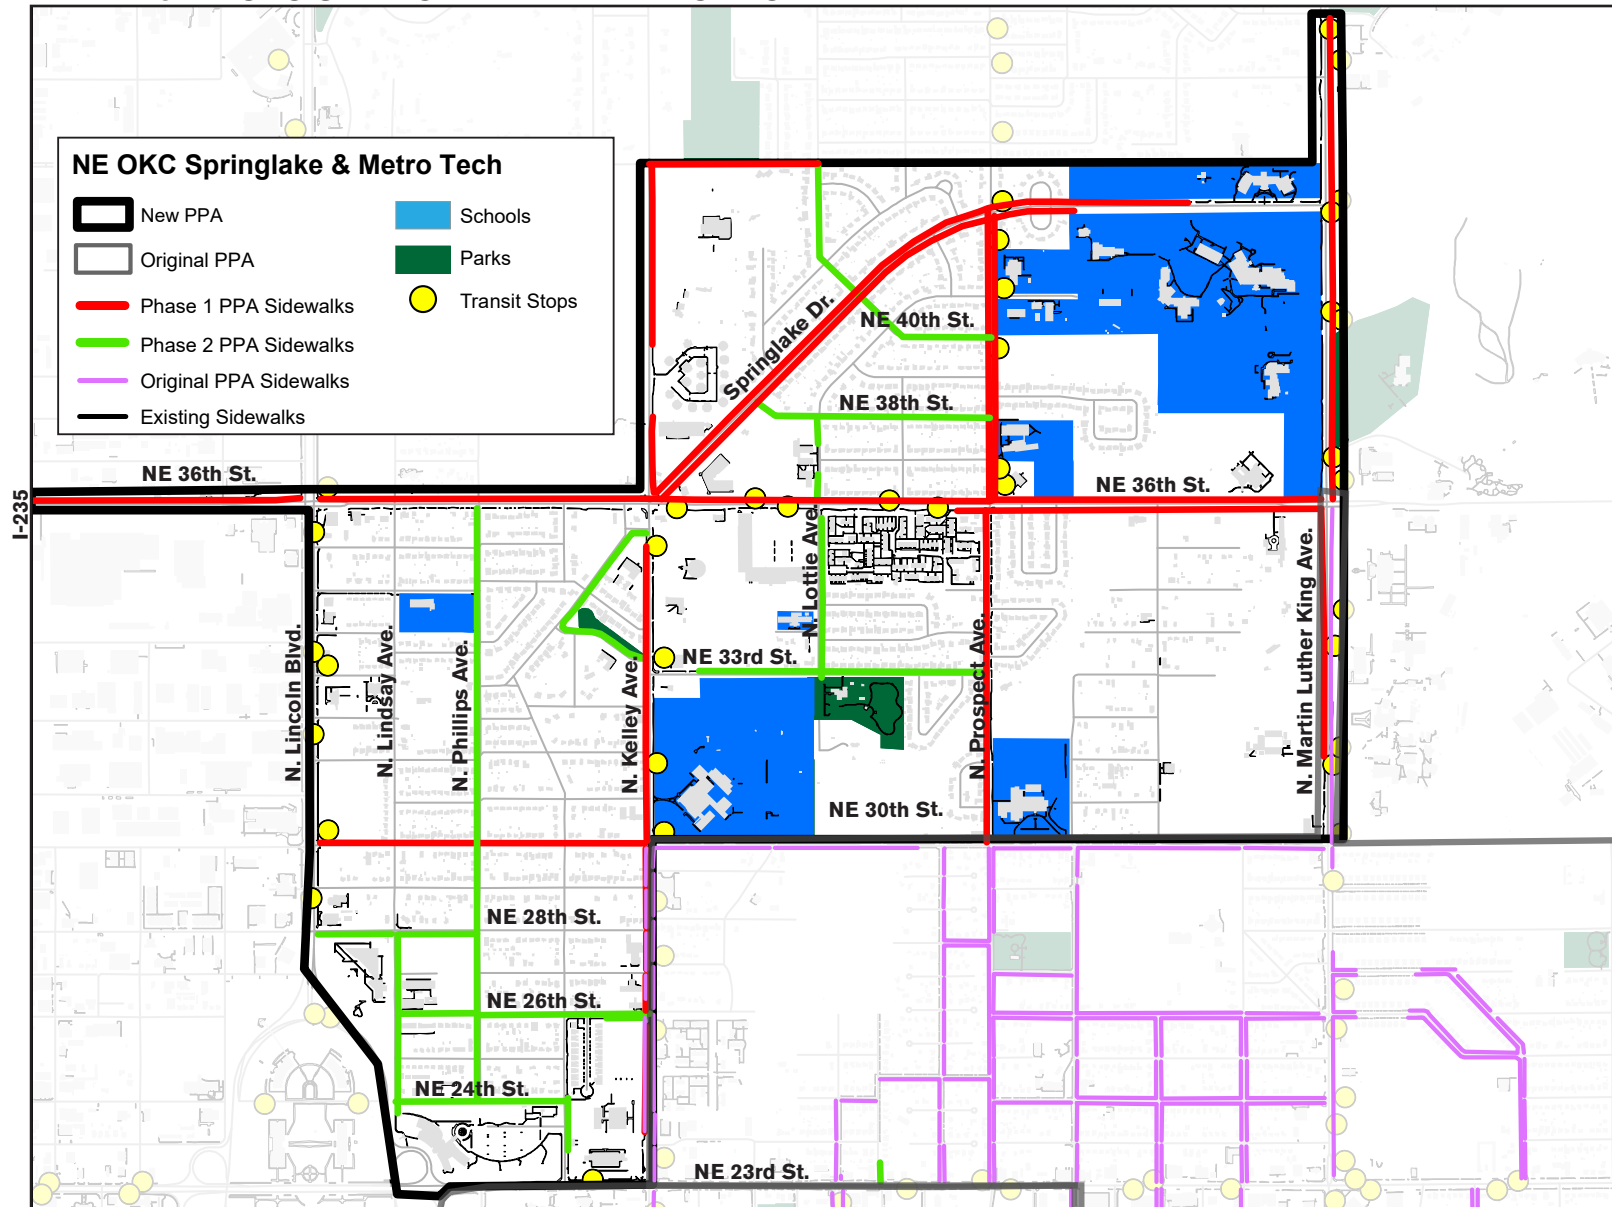 NE OKC Springlake & Metro Tech
New PPA
Original PPA
Phase 1 PPA Sidewalks
Phase 2 PPA Sidewalks
Original PPA Sidewalks
Existing Sidewalks
Schools
Parks
Transit Stops
Springlake Dr.
NE 40th St.
NE 38th St.
NE 36th St.
NE 36th St.
I-235
N. Lincoln Blvd.
N. Lindsay Ave.
N. Phillips Ave.
N. Kelley Ave.
N. Lottie Ave.
N. Prospect Ave.
N. Martin Luther King Ave.
NE 33rd St.
NE 30th St.
NE 28th St.
NE 26th St.
NE 24th St.
NE 23rd St.